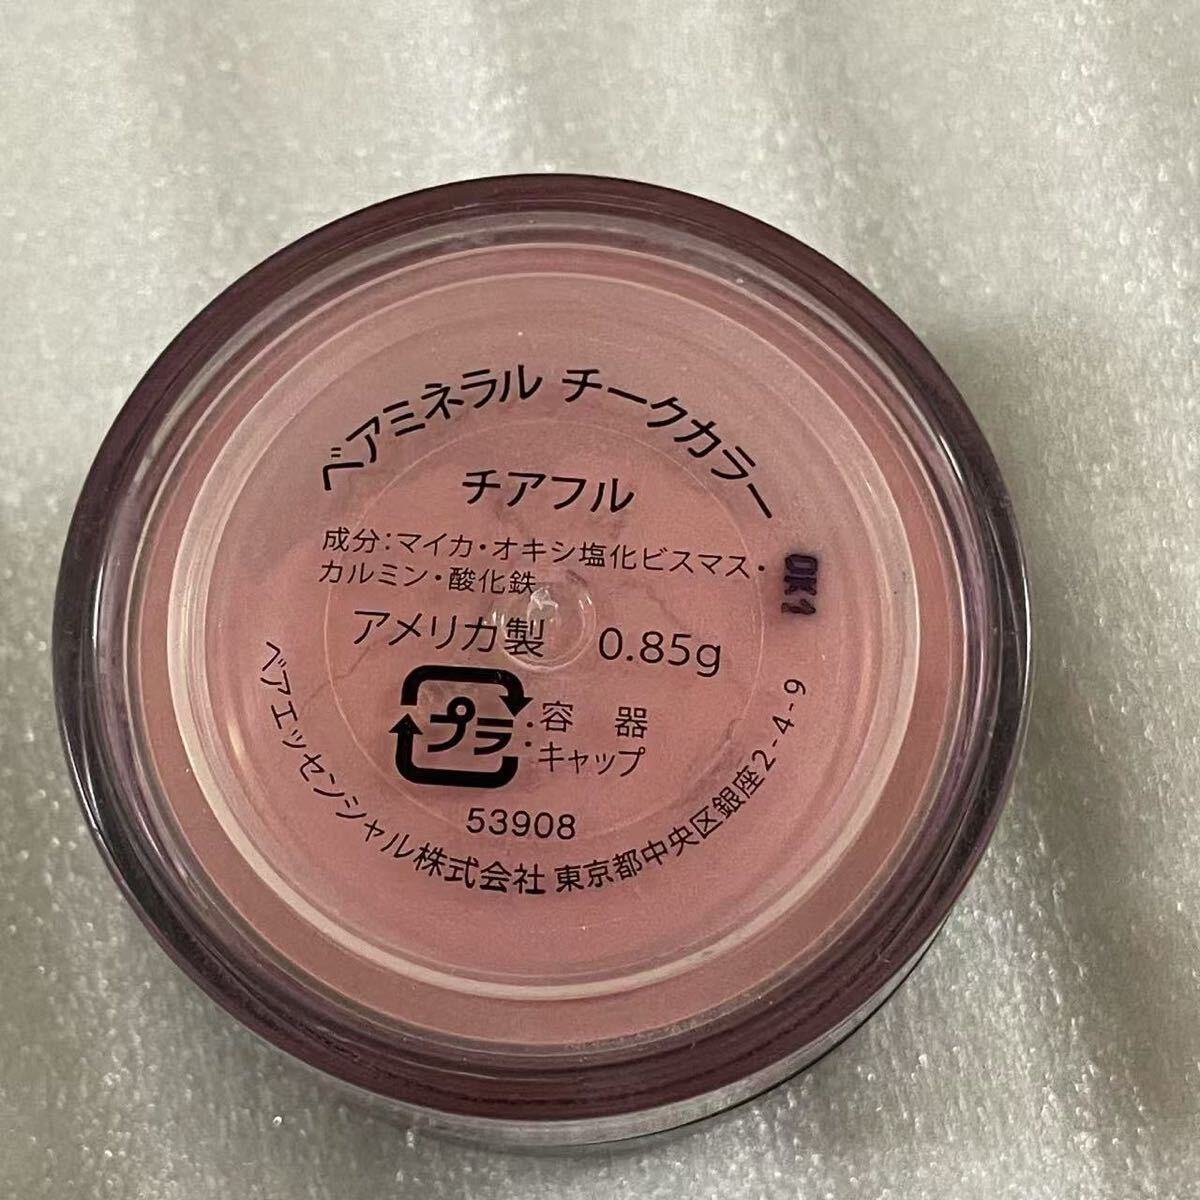 ベアミネラル チークカラー
チアフル
成分:マイカ・オキシ塩化ビスマス・
カルミン・酸化鉄
アメリカ製 0.85g
プラ:容 器
キャップ
53908
ベアエッセンシャル株式会社 東京都中央区銀座2-4-9
0K1